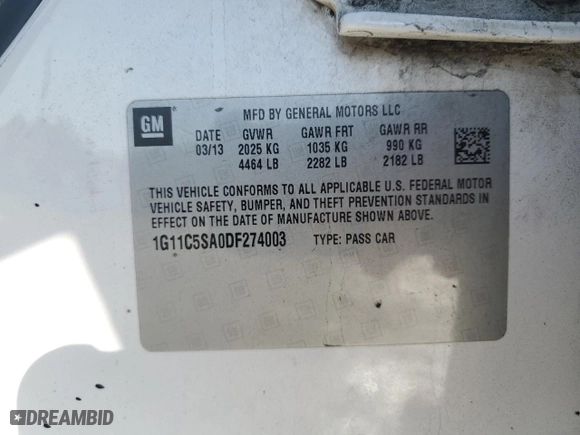 GM
MFD BY GENERAL MOTORS LLC
DATE GVWR GAWR FRT GAWR RR
03/13 2025 KG 1035 KG 990 KG
4464 LB 2282 LB 2182 LB
THIS VEHICLE CONFORMS TO ALL APPLICABLE U.S. FEDERAL MOTOR
VEHICLE SAFETY, BUMPER, AND THEFT PREVENTION STANDARDS IN
EFFECT ON THE DATE OF MANUFACTURE SHOWN ABOVE.
1G11C5SA0DF274003 TYPE: PASS CAR
DREAMBID